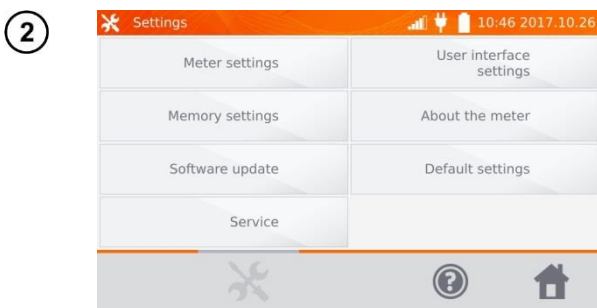 2
Settings
10:46 2017.10.26
Meter settings
User interface
settings
Memory settings
About the meter
Software update
Default settings
Service
?